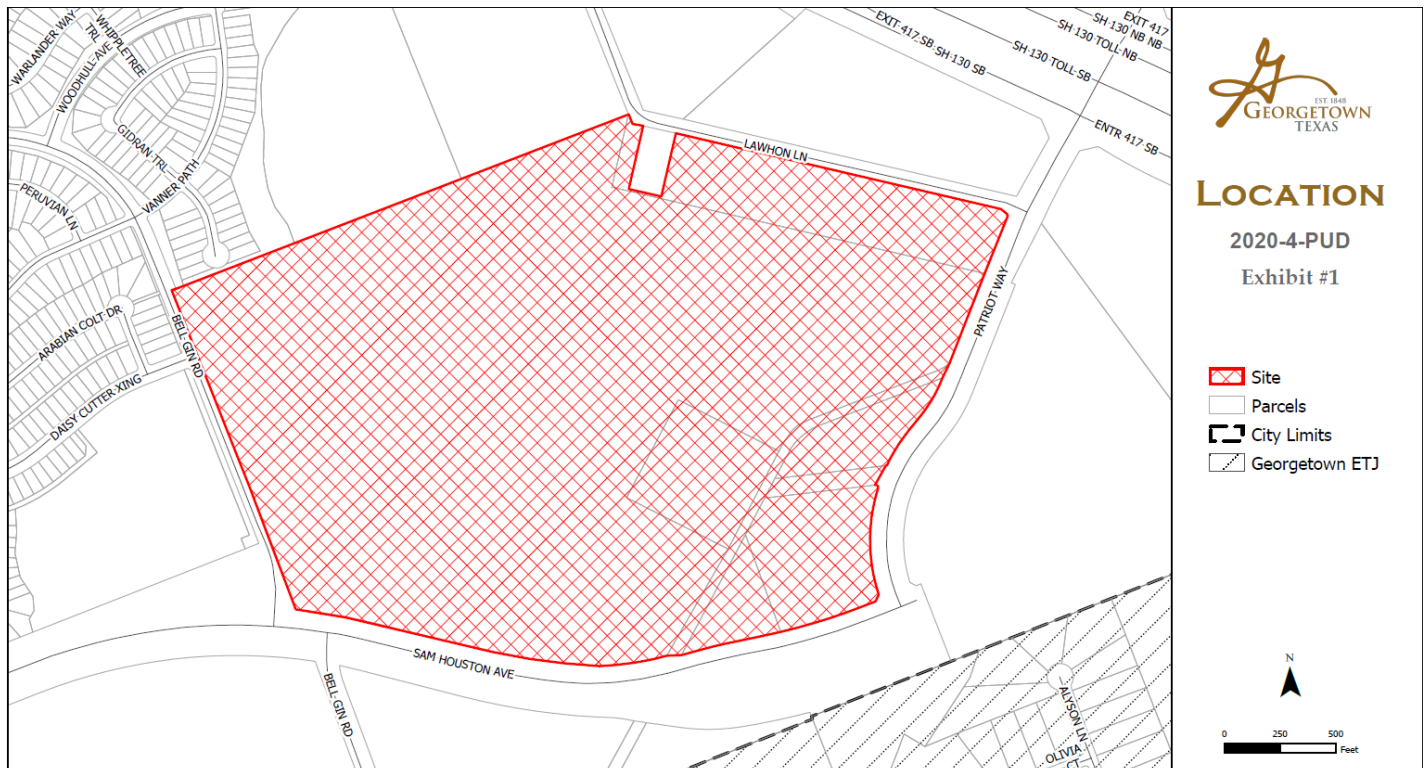 WARLANDER WAY
WHIPPLETREE
TRL
WOODHULL AVE
GIDRAN TRL
VANNER PATH
PERUVIAN LN
ARABIAN COLT DR
DAISY CUTTER XING
BELL GIN RD
LAWHON LN
EXIT 417 SB
SH 130 SB
SH 130 TOLL SB
SH 130 TOLL NB
SH 130 NB NB
EXIT 417
ENTR 417 SB
PATRIOT WAY
SAM HOUSTON AVE
BELL GIN RD
ALYSON LN
OLIVIA
CT
EST. 1848
GEORGETOWN
TEXAS
LOCATION
2020-4-PUD
Exhibit #1
Site
Parcels
City Limits
Georgetown ETJ
N
0 250 500
Feet